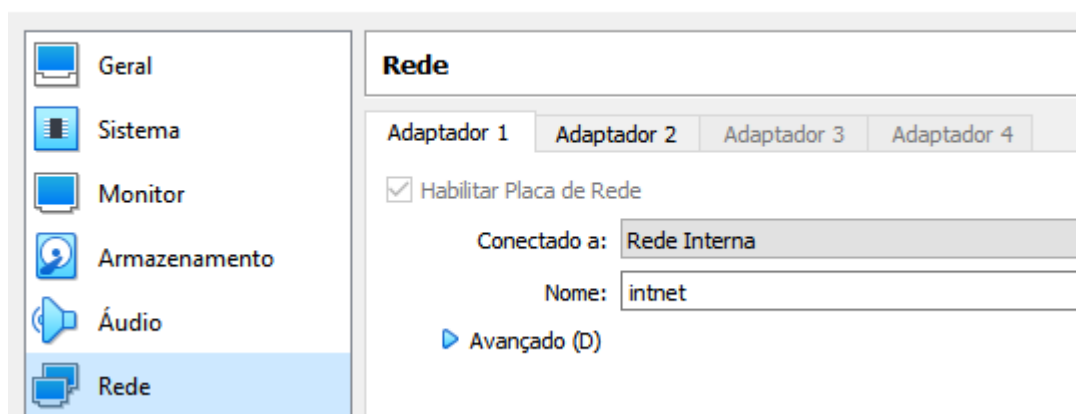 Geral
Sistema
Monitor
Armazenamento
Áudio
Rede
Rede
Adaptador 1 Adaptador 2 Adaptador 3 Adaptador 4
Habilitar Placa de Rede
Conectado a: Rede Interna
Nome: intnet
Avançado (D)